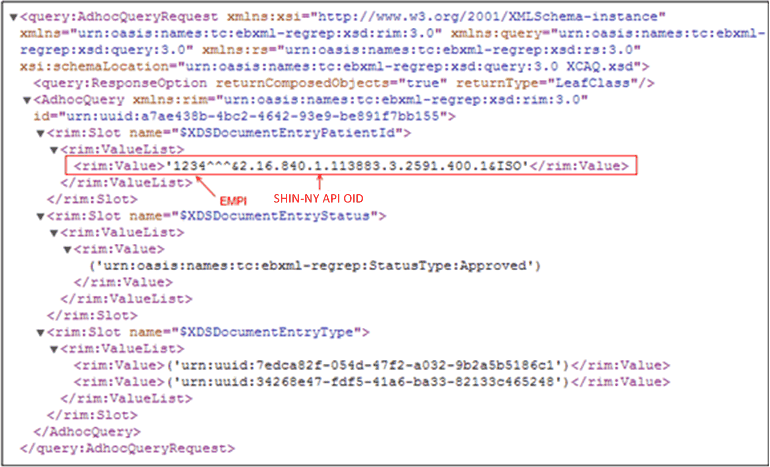 ▼<query:AdhocQueryRequest xmlns:xsi="http://www.w3.org/2001/XMLSchema-instance"
xmlns="urn:oasis:names:tc:ebxml-regrep:xsd:rim:3.0" xmlns:query="urn:oasis:names:tc:ebxml-
regrep:xsd:query:3.0" xmlns:rs="urn:oasis:names:tc:ebxml-regrep:xsd:rs:3.0"
xsi:schemaLocation="urn:oasis:names:tc:ebxml-regrep:xsd:query:3.0 XCAQ.xsd">
<query:ResponseOption returnComposedObjects="true" returnType="LeafClass"/>
▼<AdhocQuery xmlns:rim="urn:oasis:names:tc:ebxml-regrep:xsd:rim:3.0"
id="urn:uuid:a7ae438b-4bc2-4642-93e9-be891f7bb155">
▼<rim:Slot name="$XDSDocumentEntryPatientId">
▼<rim:ValueList>
<rim:Value>'1234^^^&2.16.840.1.113883.3.2591.400.1&ISO'</rim:Value>
</rim:ValueList>
</rim:Slot>
EMPI
SHIN-NY API OID
▼<rim:Slot name="$XDSDocumentEntryStatus">
▼<rim:ValueList>
▼<rim:Value>
('urn:oasis:names:tc:ebxml-regrep:StatusType:Approved')
</rim:Value>
</rim:ValueList>
</rim:Slot>
▼<rim:Slot name="$XDSDocumentEntryType">
▼<rim:ValueList>
<rim:Value>('urn:uuid:7edca82f-054d-47f2-a032-9b2a5b5186c1')</rim:Value>
<rim:Value>('urn:uuid:34268e47-fdf5-41a6-ba33-82133c465248')</rim:Value>
</rim:ValueList>
</rim:Slot>
</AdhocQuery>
</query:AdhocQueryRequest>